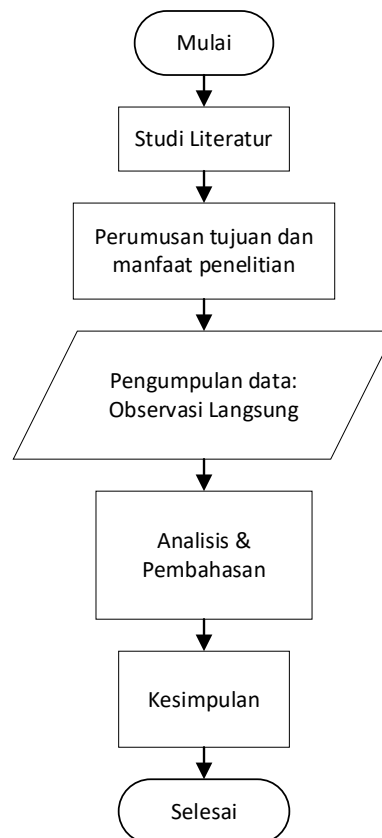 Mulai
Studi Literatur
Perumusan tujuan dan
manfaat penelitian
Pengumpulan data:
Observasi Langsung
Analisis &
Pembahasan
Kesimpulan
Selesai